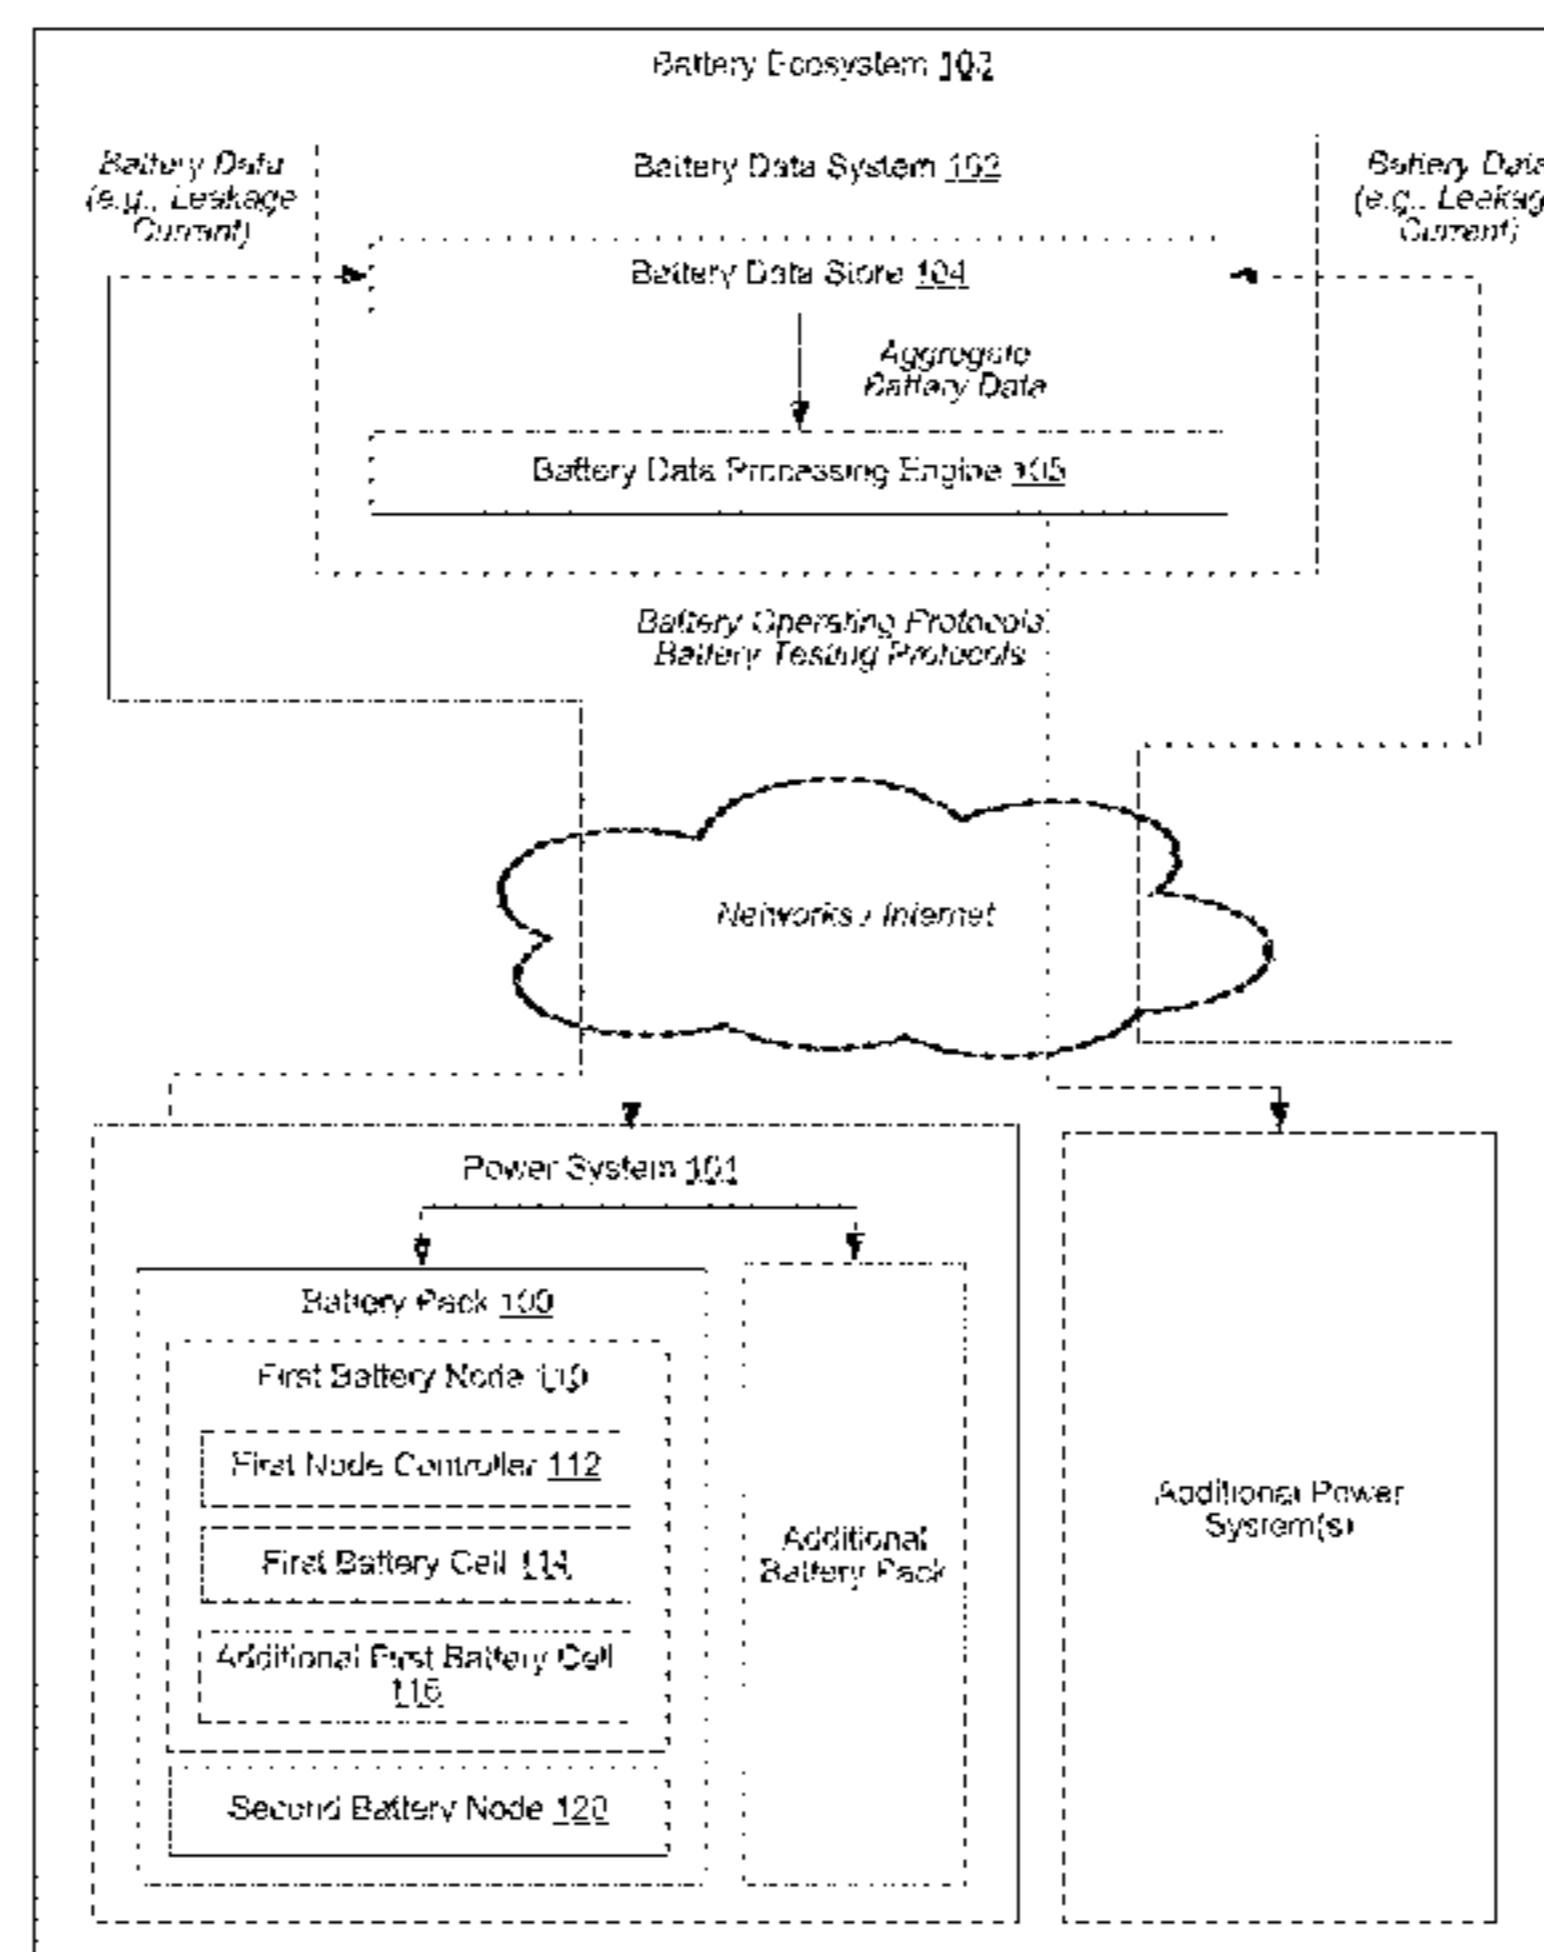 Battery Ecosystem
Battery Data
(e.g., Leakage
Current)
Battery Data System 102
Battery Data
(e.g., Leakag
Current)
Battery Data Store 104
Aggregate
Battery Data
Battery Data Processing Engine
Battery Operating Protocols
Battery Testing Protocols
Networks / Internet
Power System 101
Battery Pack 100
First Battery Node 110
First Node Controller 112
First Battery Cell 114
Additional First Battery Cell
116
Second Battery Node 120
Additional
Battery Pack
Additional Power
System(s)